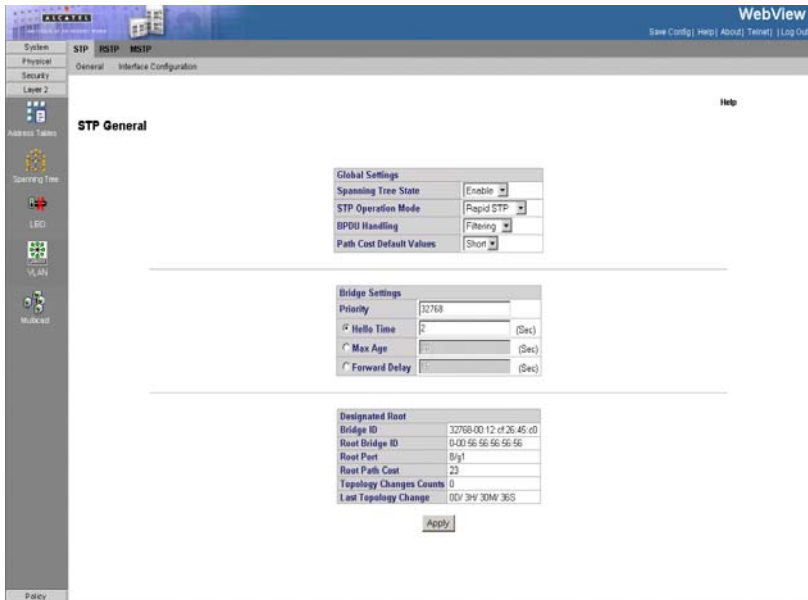 ALCATEL
WebView
Save Config| Help| About| Telnet| |Log Out
System
Physical
Security
Layer 2
Address Tables
Spanning Tree
LBD
VLAN
Multicast
Policy
STP RSTP MSTP
General Interface Configuration
Help
STP General
Global Settings
Spanning Tree State Enable
STP Operation Mode Rapid STP
BPDU Handling Filtering
Path Cost Default Values Short
Bridge Settings
Priority 32768
Hello Time 2 (Sec)
Max Age (Sec)
Forward Delay 15 (Sec)
Designated Root
Bridge ID 32768-00:12:cf:26:45:c0
Root Bridge ID 0-00:56:56:56:56:56
Root Port 8/g1
Root Path Cost 23
Topology Changes Counts 0
Last Topology Change 0D/ 3H/ 30M/ 36S
Apply